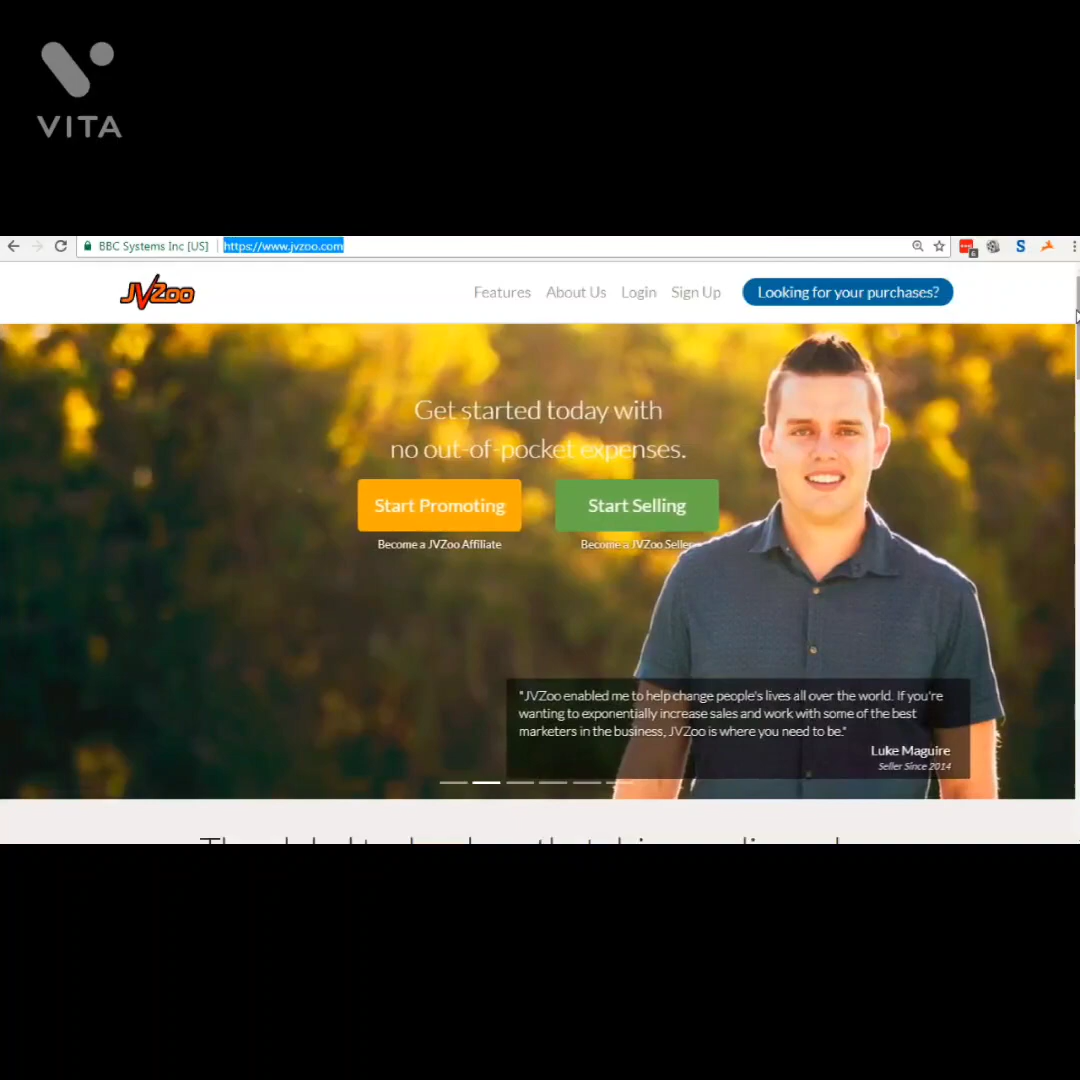 VITA
BBC Systems Inc [US]
https://www.jvzoo.com
6
S
JVZoo
Features
About Us
Login
Sign Up
Looking for your purchases?
Get started today with
no out-of-pocket expenses.
Start Promoting
Start Selling
Become a JVZoo Affiliate
Become a JVZoo Seller
"JVZoo enabled me to help change people's lives all over the world. If you're
wanting to exponentially increase sales and work with some of the best
marketers in the business, JVZoo is where you need to be."
Luke Maguire
Seller Since 2014